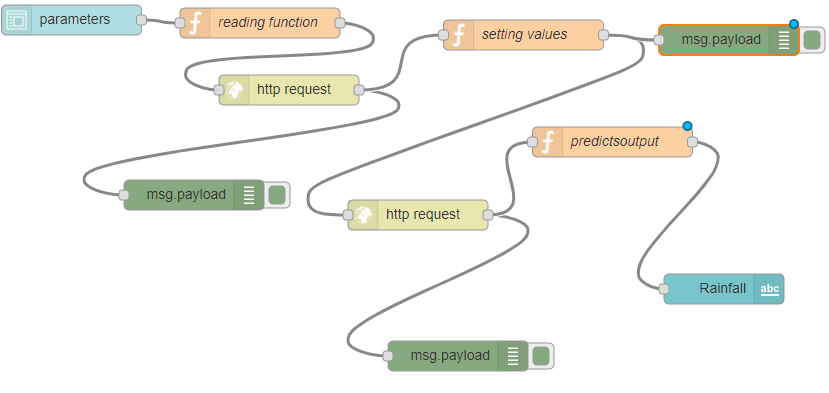 parameters
reading function
setting values
msg.payload
http request
predictsoutput
msg.payload
http request
Rainfall
abc
msg.payload